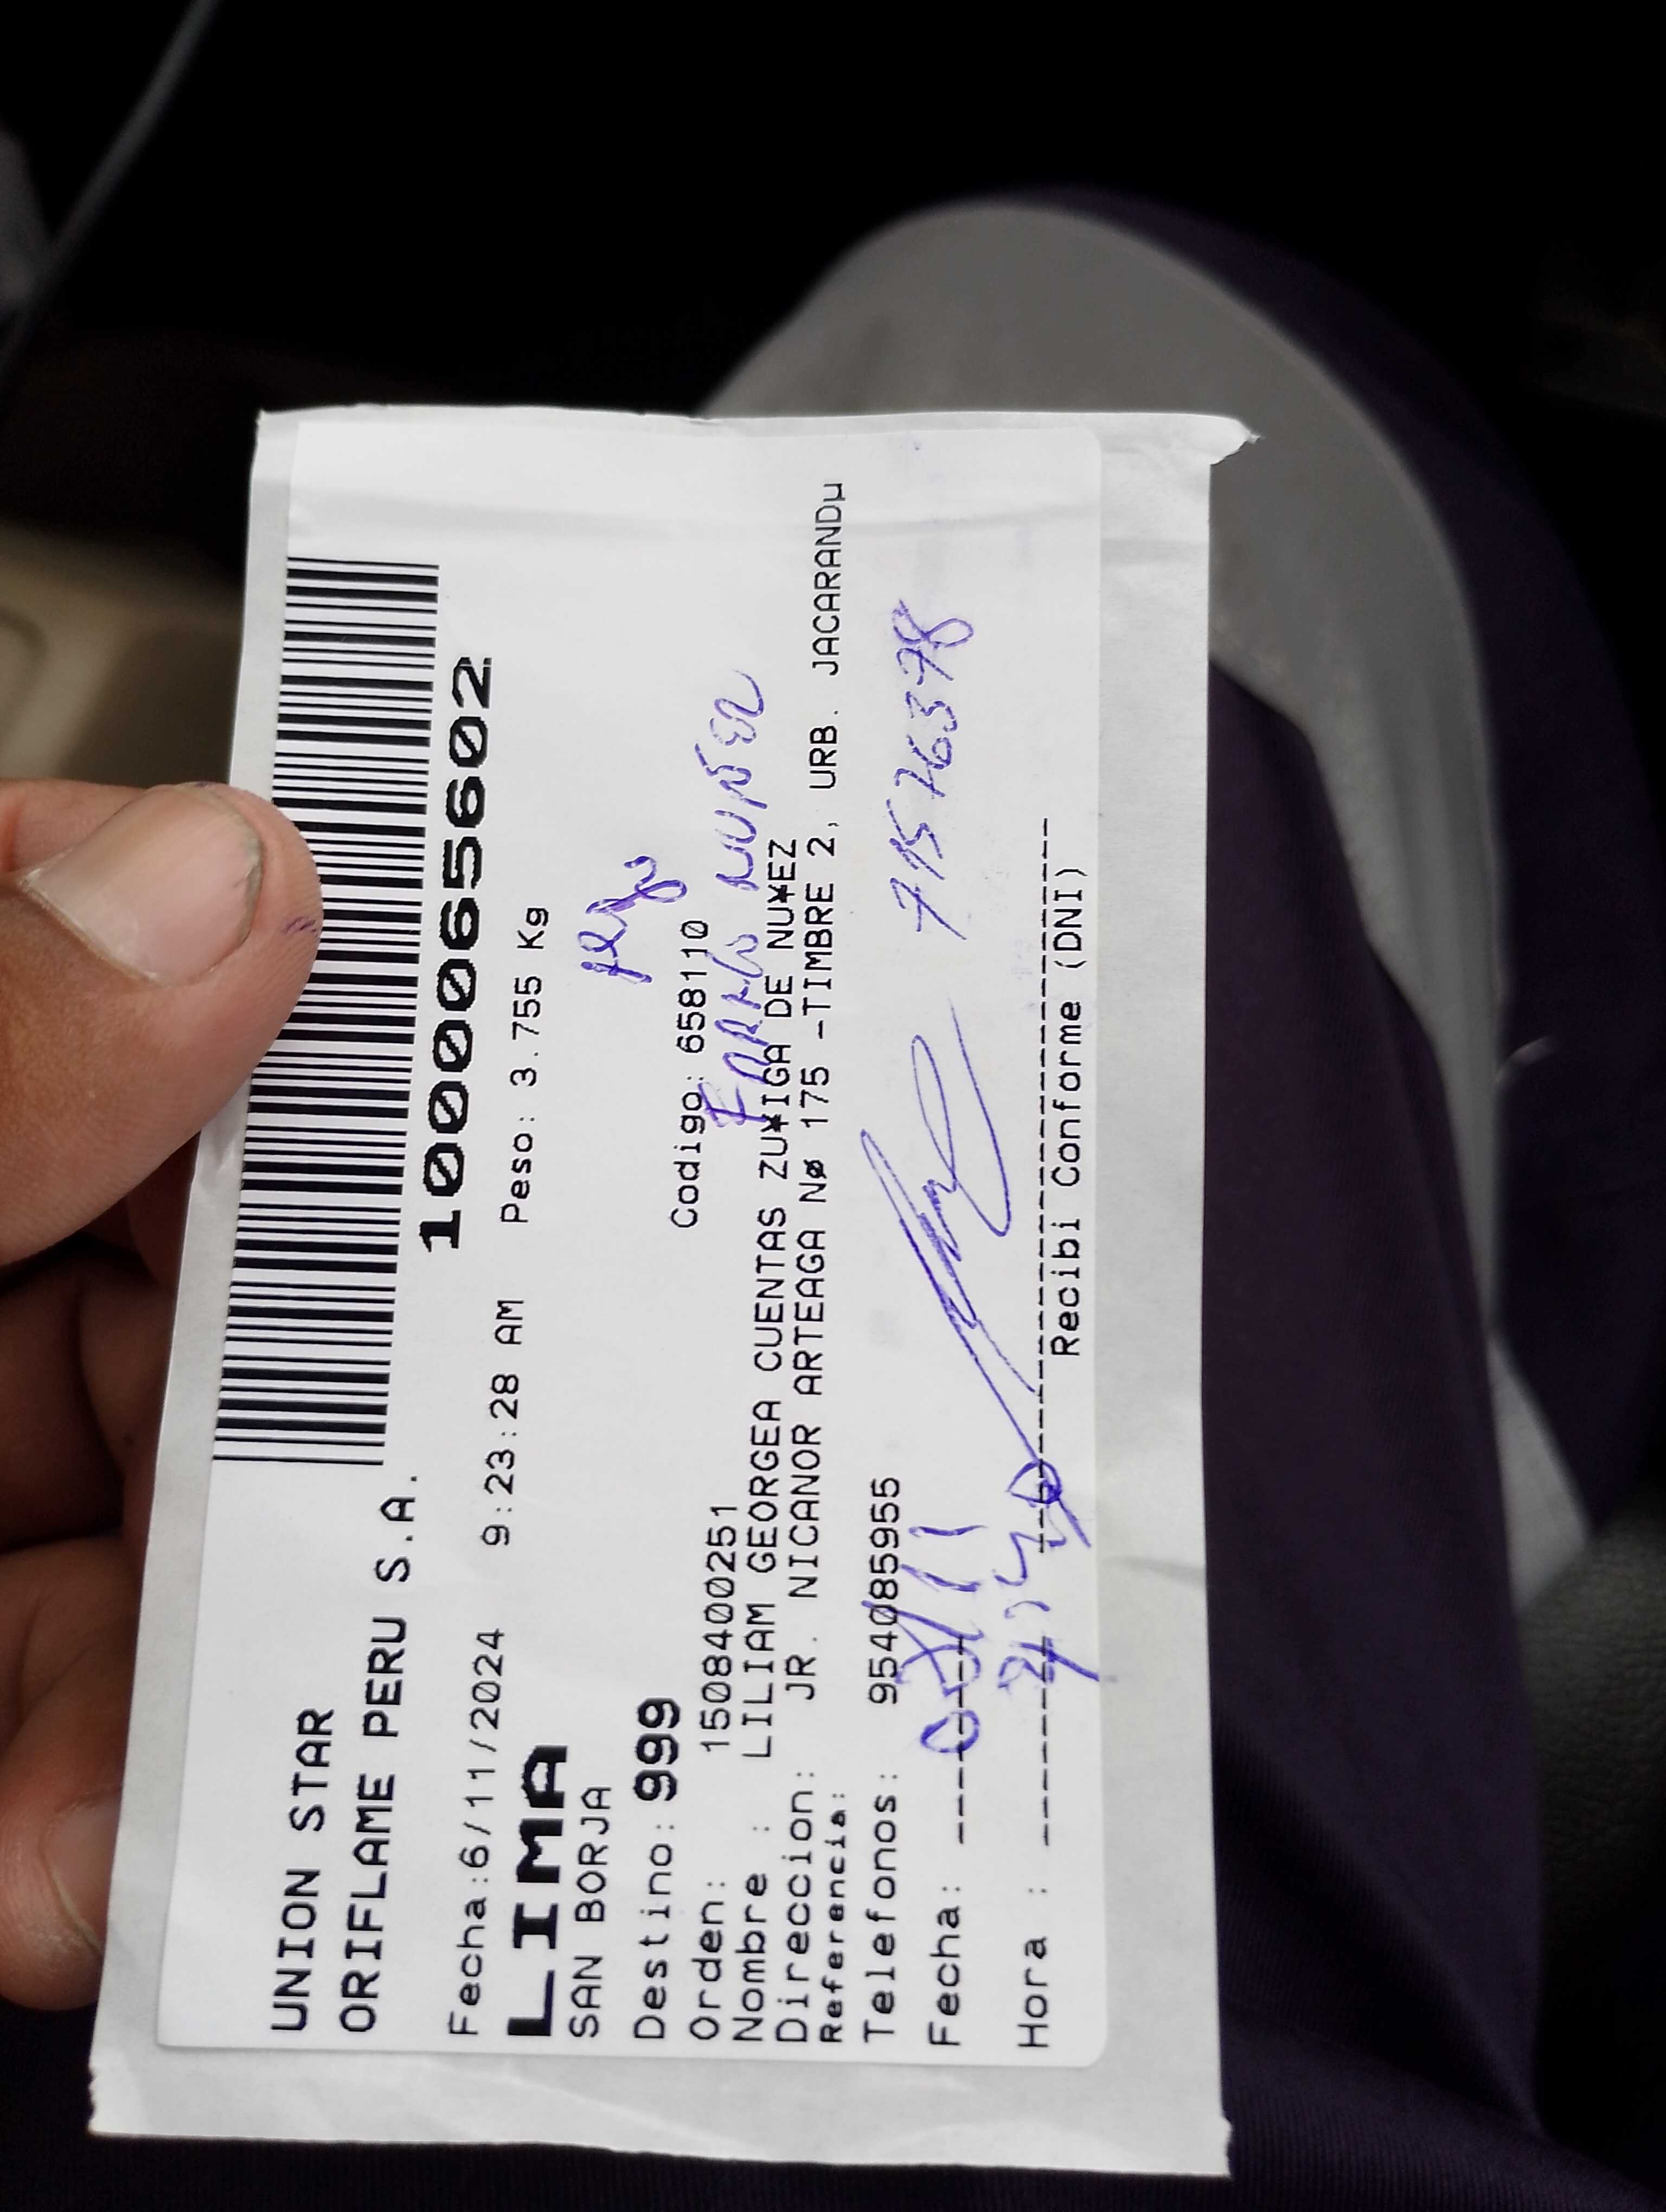 UNION STAR
ORIFLAME PERU S.A.
1000065602
Fecha:6/11/2024 9:23:28 AM Peso: 3.755 Kg
LIMA
SAN BORJA
Destino: 999
Codigo: 658110
Orden: 1508400251
Nombre : LILIAM GEORGEA CUENTAS ZU¥IGA DE NU¥EZ
Direccion: JR. NICANOR ARTEAGA Nø 175 -TIMBRE 2, URB. JACARANDµ
Referencia:
Telefonos: 954085955
71576378
Fecha:
Hora :
Recibi Conforme (DNI)